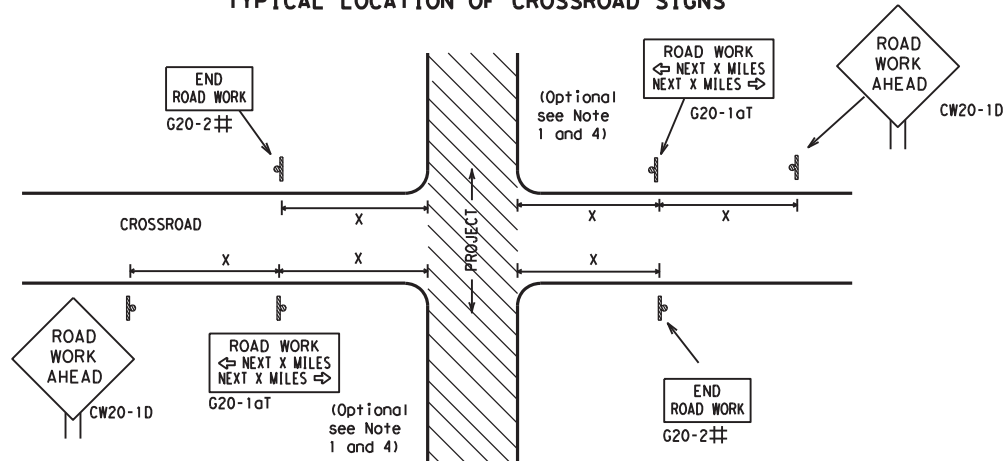 TYPICAL LOCATION OF CROSSROAD SIGNS
END
ROAD WORK
G20-2#
ROAD WORK
⇦ NEXT X MILES
NEXT X MILES ⇨
G20-1aT
(Optional
see Note
1 and 4)
ROAD
WORK
AHEAD
CW20-1D
X
X
X
CROSSROAD
PROJECT
X
X
X
ROAD
WORK
AHEAD
CW20-1D
ROAD WORK
⇦ NEXT X MILES
NEXT X MILES ⇨
G20-1aT
(Optional
see Note
1 and 4)
END
ROAD WORK
G20-2#